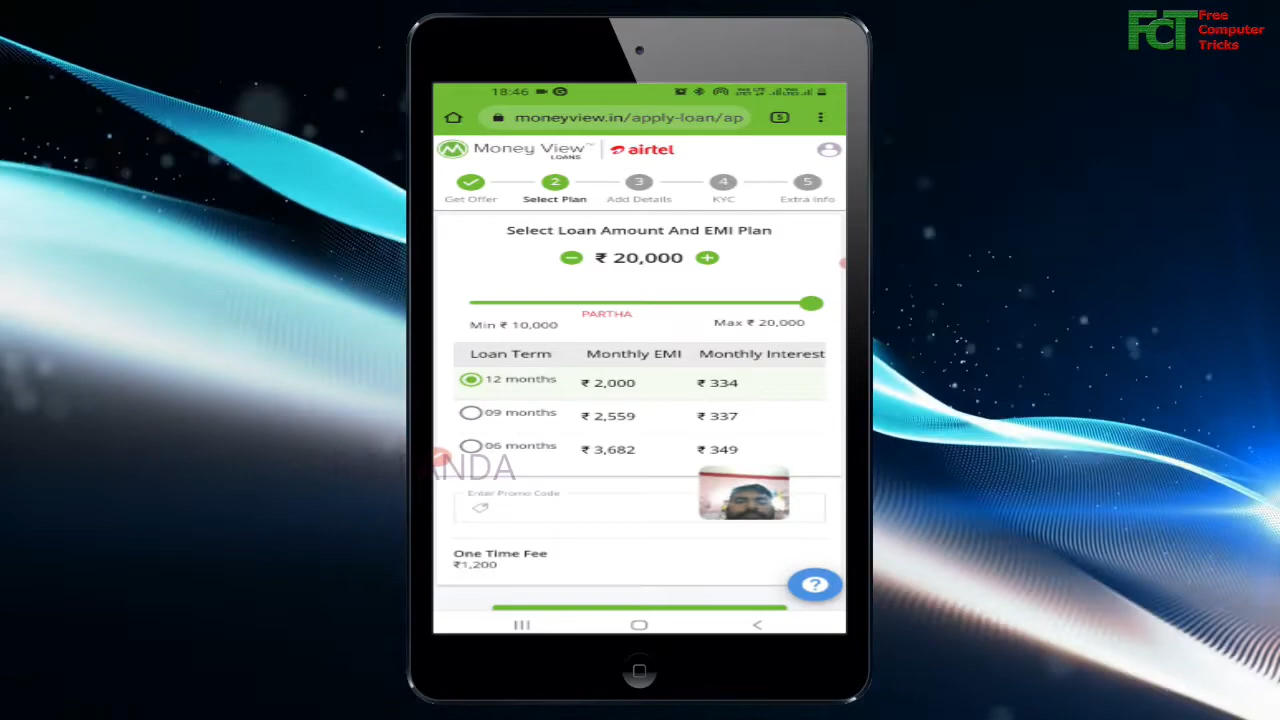 Free
FcT Computer
Tricks
18:46
moneyview.in/apply-loan/ap
5
Money View™ LOANS airtel
2 3 4 5
Get Offer Select Plan Add Details KYC Extra Info
Select Loan Amount And EMI Plan
₹ 20,000
PARTHA
Min ₹ 10,000 Max ₹ 20,000
Loan Term Monthly EMI Monthly Interest
12 months ₹ 2,000 ₹ 334
09 months ₹ 2,559 ₹ 337
06 months ₹ 3,682 ₹ 349
ANDA
Enter Promo Code
One Time Fee
₹1,200
?